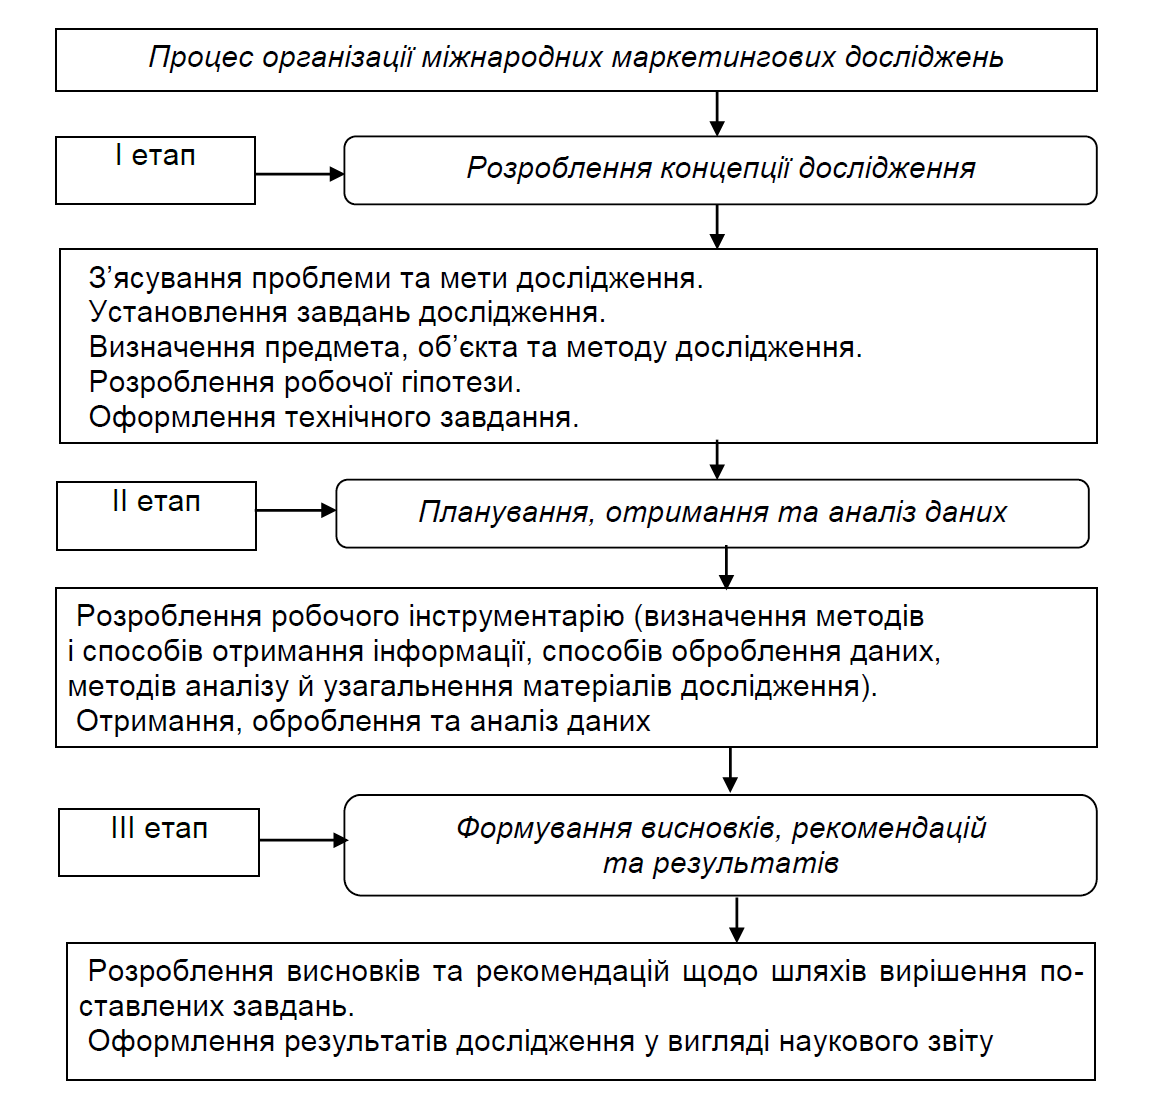 Процес організації міжнародних маркетингових досліджень
І етап
Розроблення концепції дослідження
З’ясування проблеми та мети дослідження.
Установлення завдань дослідження.
Визначення предмета, об’єкта та методу дослідження.
Розроблення робочої гіпотези.
Оформлення технічного завдання.
ІІ етап
Планування, отримання та аналіз даних
Розроблення робочого інструментарію (визначення методів
і способів отримання інформації, способів оброблення даних,
методів аналізу й узагальнення матеріалів дослідження).
Отримання, оброблення та аналіз даних
ІІІ етап
Формування висновків, рекомендацій
та результатів
Розроблення висновків та рекомендацій щодо шляхів вирішення по-
ставлених завдань.
Оформлення результатів дослідження у вигляді наукового звіту